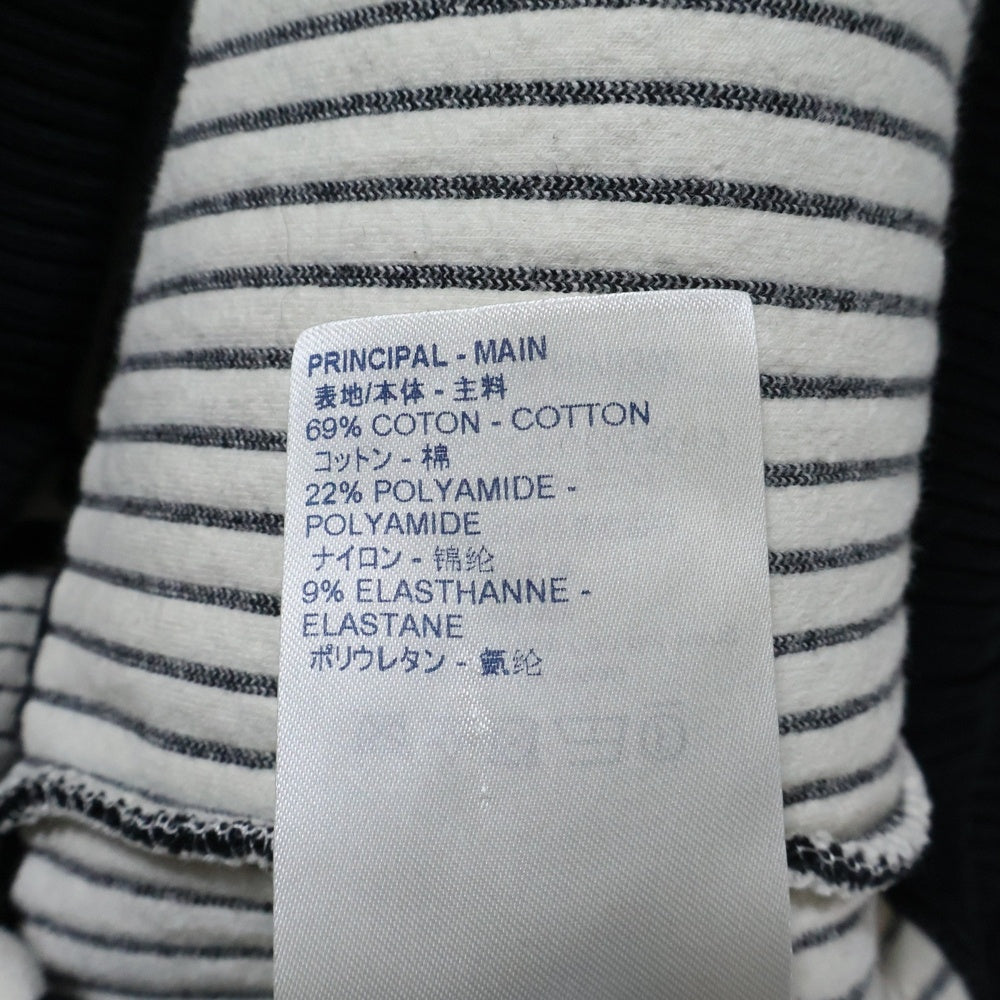 PRINCIPAL - MAIN
表地/本体 - 主料
69% COTON - COTTON
コットン - 棉
22% POLYAMIDE -
POLYAMIDE
ナイロン - 锦纶
9% ELASTHANNE -
ELASTANE
ポリウレタン - 氨纶